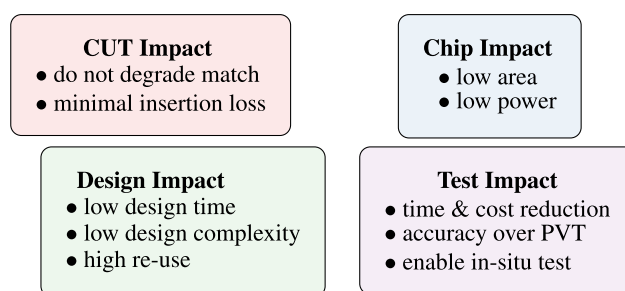 CUT Impact
● do not degrade match
● minimal insertion loss
Chip Impact
● low area
● low power
Design Impact
● low design time
● low design complexity
● high re-use
Test Impact
● time & cost reduction
● accuracy over PVT
● enable in-situ test